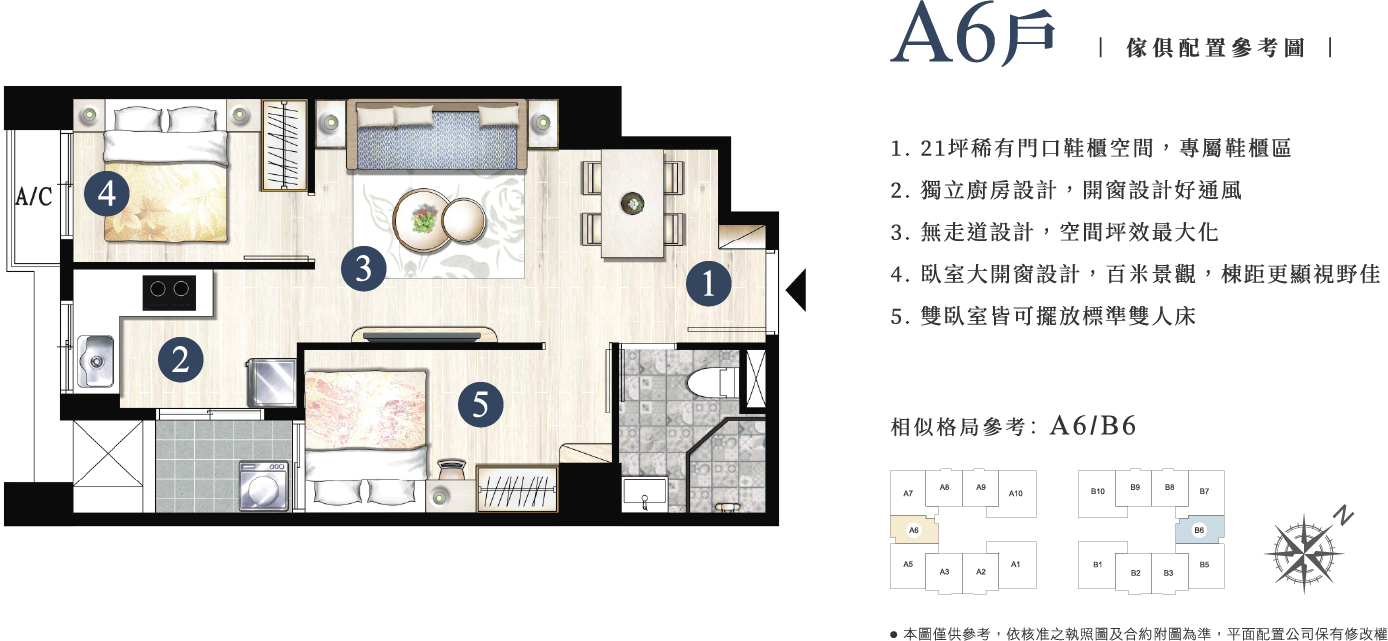 A6戶 | 傢俱配置參考圖 |
1. 21坪稀有門口鞋櫃空間，專屬鞋櫃區
2. 獨立廚房設計，開窗設計好通風
3. 無走道設計，空間坪效最大化
4. 臥室大開窗設計，百米景觀，棟距更顯視野佳
5. 雙臥室皆可擺放標準雙人床
A/C
4
3
1
2
5
相似格局參考：A6/B6
A7 A8 A9 A10
A6
A5 A3 A2 A1
B10 B9 B8 B7
B6
B1 B2 B3 B5
N
● 本圖僅供參考，依核准之執照圖及合約附圖為準，平面配置公司保有修改權